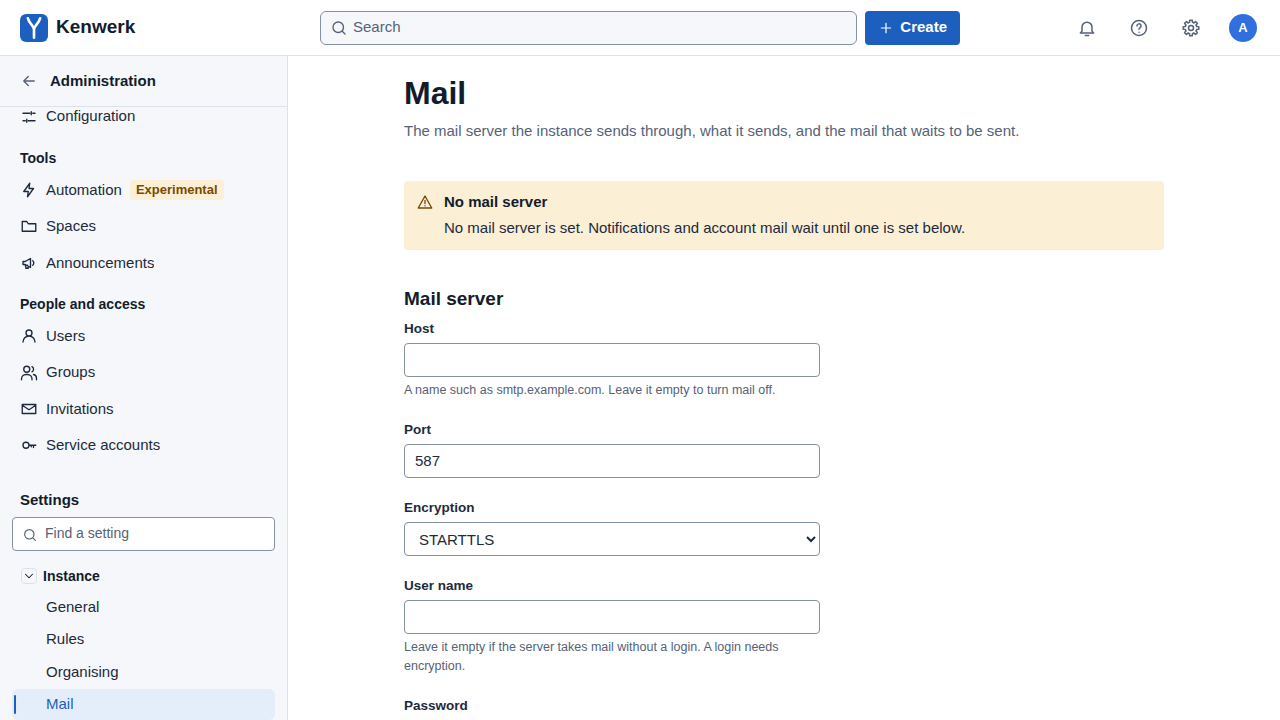 Kenwerk
Search
Create
A
Administration
Configuration
Tools
Automation Experimental
Spaces
Announcements
People and access
Users
Groups
Invitations
Service accounts
Settings
Find a setting
Instance
General
Rules
Organising
Mail
Mail
The mail server the instance sends through, what it sends, and the mail that waits to be sent.
No mail server
No mail server is set. Notifications and account mail wait until one is set below.
Mail server
Host
A name such as smtp.example.com. Leave it empty to turn mail off.
Port
587
Encryption
STARTTLS
User name
Leave it empty if the server takes mail without a login. A login needs
encryption.
Password